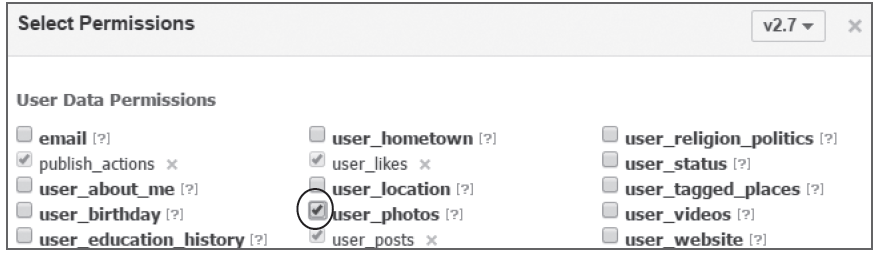 Select Permissions v2.7 ×
User Data Permissions
email [?] user_hometown [?] user_religion_politics [?]
publish_actions × user_likes × user_status [?]
user_about_me [?] user_location [?] user_tagged_places [?]
user_birthday [?] user_photos [?] user_videos [?]
user_education_history [?] user_posts × user_website [?]